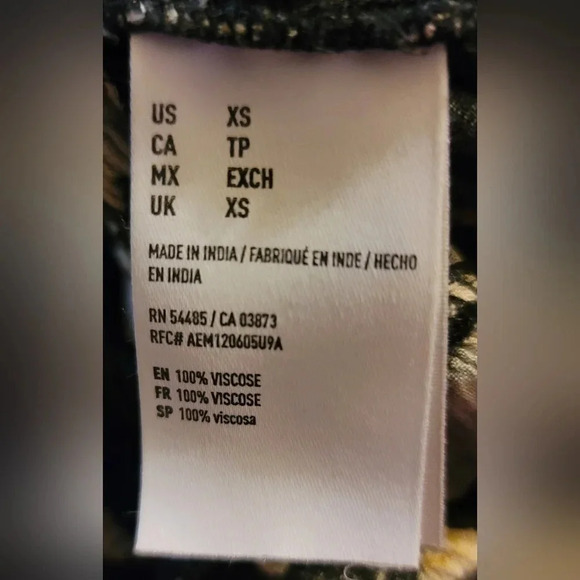 US XS
CA TP
MX EXCH
UK XS
MADE IN INDIA / FABRIQUÉ EN INDE / HECHO
EN INDIA
RN 54485 / CA 03873
RFC# AEM120605U9A
EN 100% VISCOSE
FR 100% VISCOSE
SP 100% viscosa